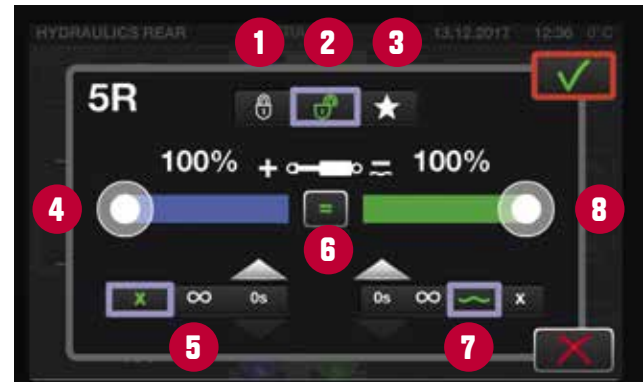 HYDRAULICS REAR 13.12.2017 12:36 0°C
1 2 3
5R
100% + = 100%
4 8
=
6
x ∞ 0s 0s ∞ x
5 7